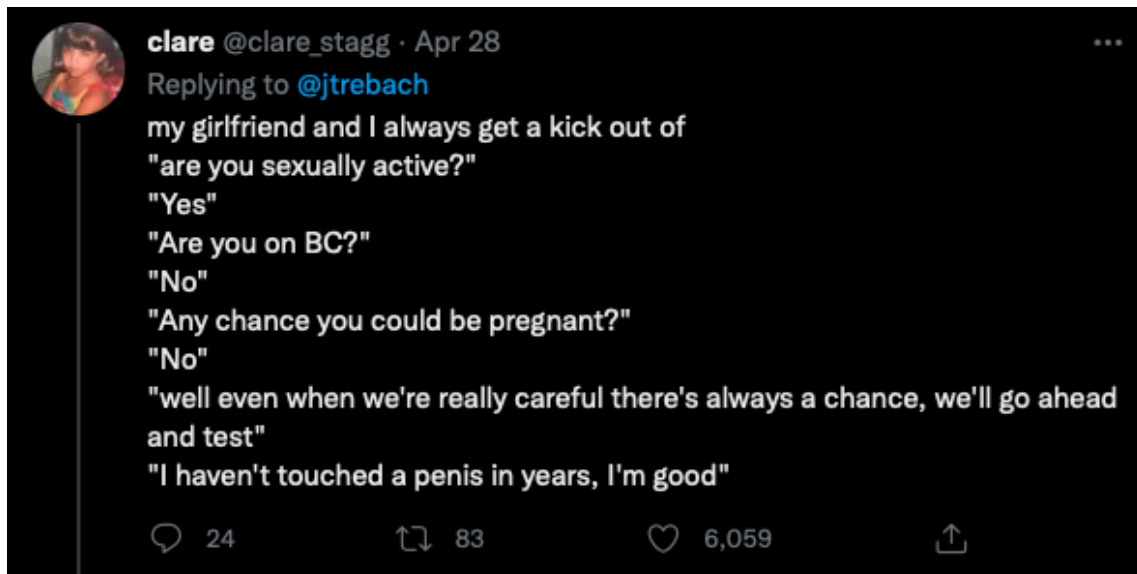 clare @clare_stagg · Apr 28
Replying to @jtrebach
my girlfriend and I always get a kick out of
"are you sexually active?"
"Yes"
"Are you on BC?"
"No"
"Any chance you could be pregnant?"
"No"
"well even when we're really careful there's always a chance, we'll go ahead
and test"
"I haven't touched a penis in years, I'm good"
24 83 6,059